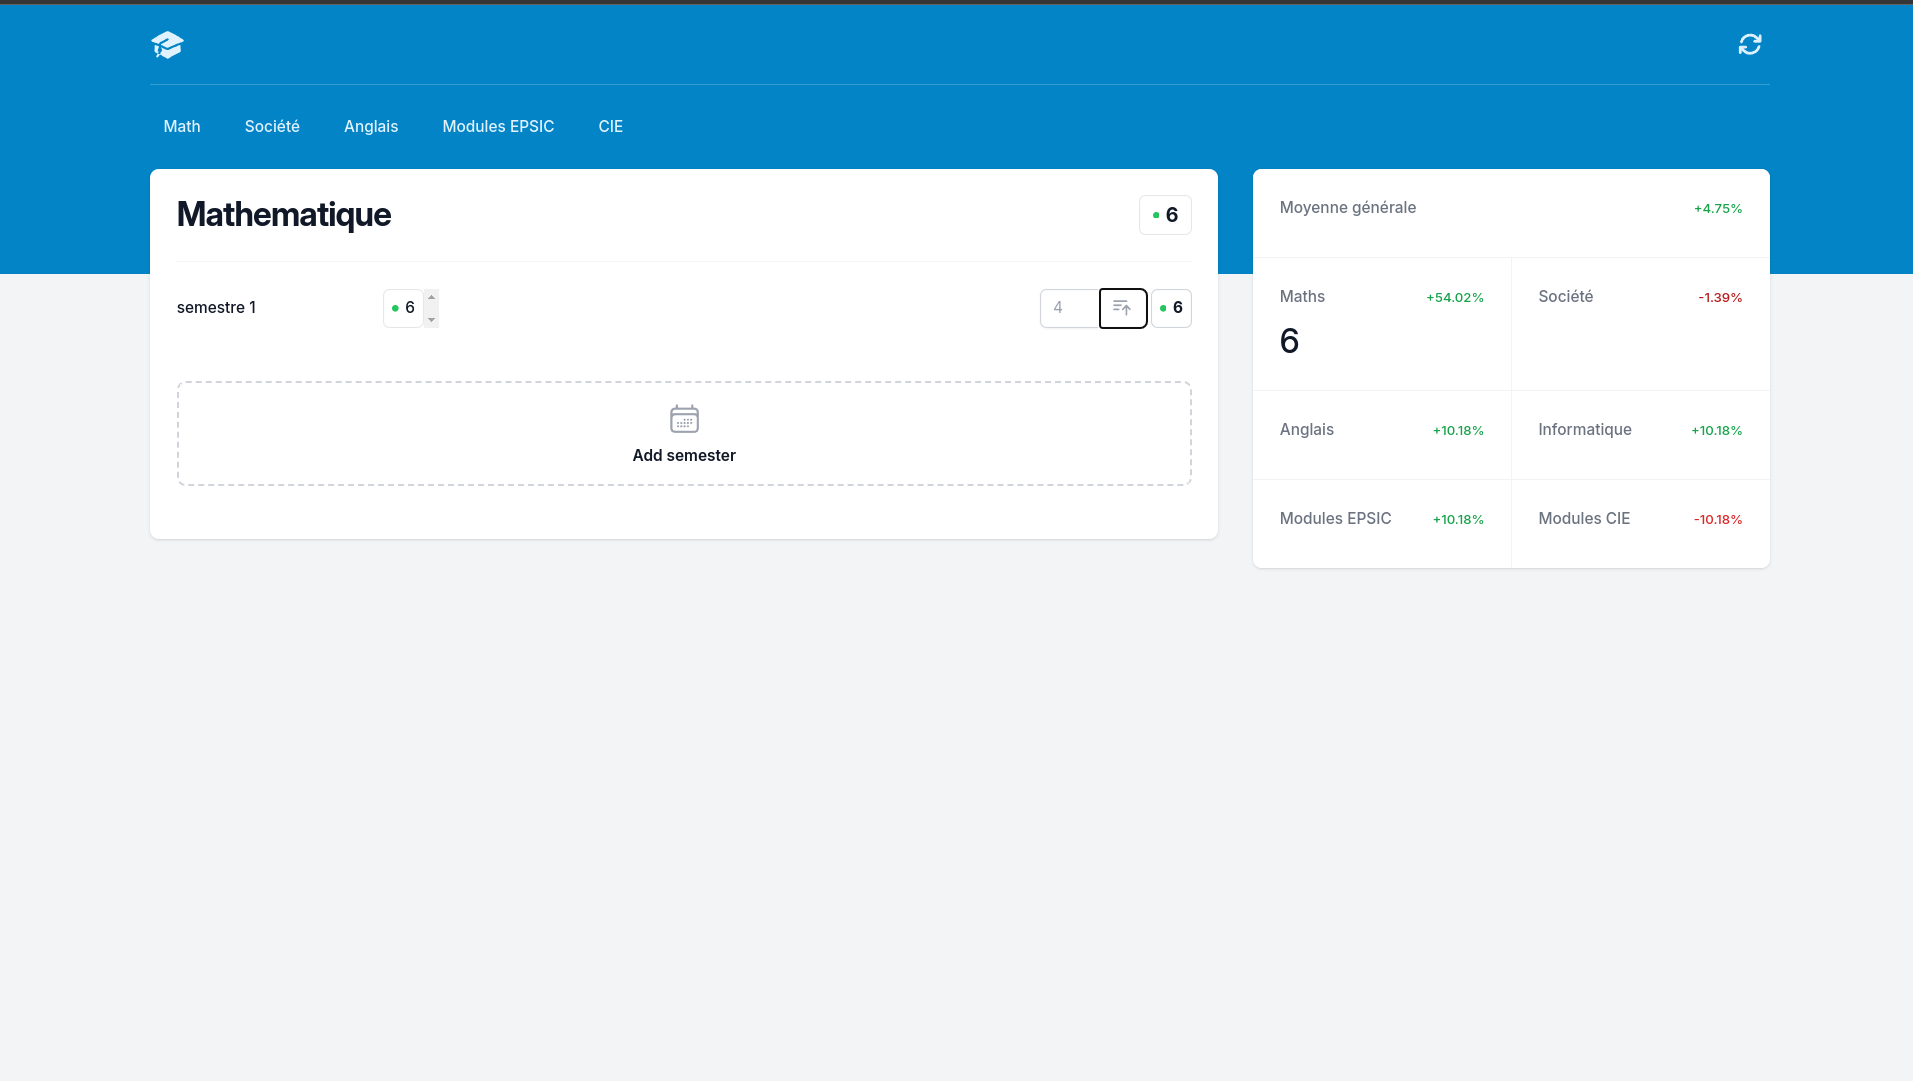 Math Société Anglais Modules EPSIC CIE
Mathematique
6
semestre 1
6
4
6
Add semester
Moyenne générale +4.75%
Maths +54.02%
6
Société -1.39%
Anglais +10.18%
Informatique +10.18%
Modules EPSIC +10.18%
Modules CIE -10.18%